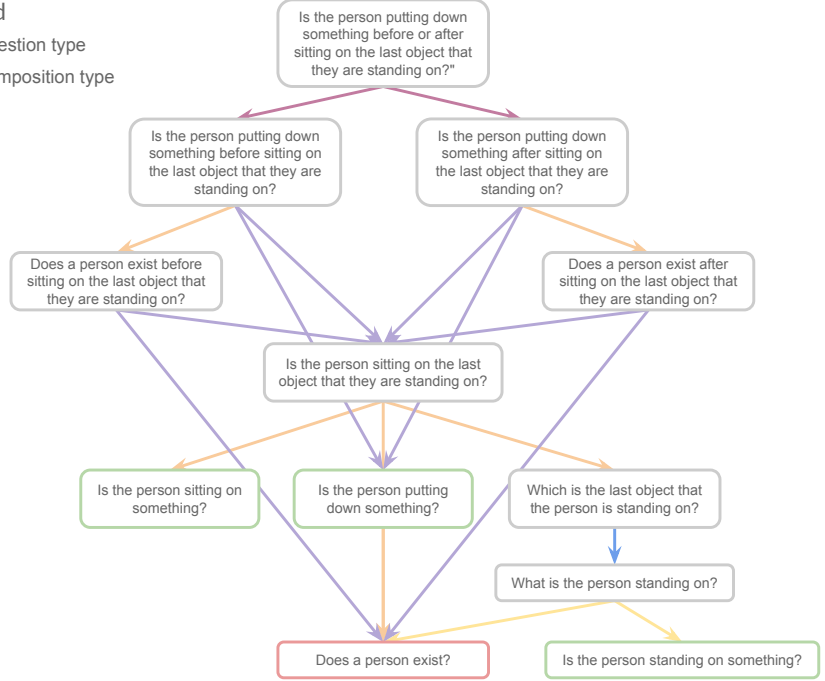 Is the person putting down
something before or after
sitting on the last object that
they are standing on?"
Is the person putting down
something before sitting on
the last object that they are
standing on?
Is the person putting down
something after sitting on
the last object that they are
standing on?
Does a person exist before
sitting on the last object that
they are standing on?
Does a person exist after
sitting on the last object that
they are standing on?
Is the person sitting on the last
object that they are standing on?
Is the person sitting on
something?
Is the person putting
down something?
Which is the last object that
the person is standing on?
What is the person standing on?
Does a person exist?
Is the person standing on something?
type
type